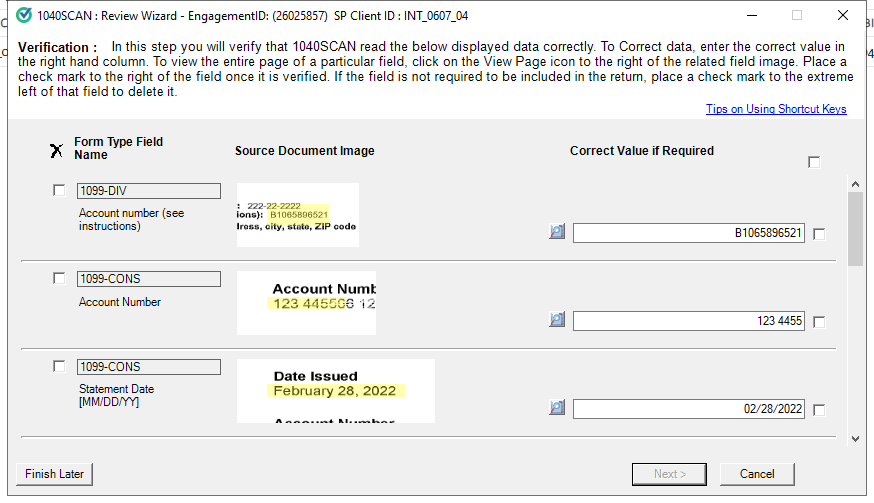 1040SCAN : Review Wizard - EngagementID: (26025857) SP Client ID : INT_0607_04
Verification : In this step you will verify that 1040SCAN read the below displayed data correctly. To Correct data, enter the correct value in
the right hand column. To view the entire page of a particular field, click on the View Page icon to the right of the related field image. Place a
check mark to the right of the field once it is verified. If the field is not required to be included in the return, place a check mark to the extreme
left of that field to delete it.
Tips on Using Shortcut Keys
Form Type Field
Name
Source Document Image
Correct Value if Required
1099-DIV
Account number (see
instructions)
: 222-22-2222
ions): B1065896521
lross, city, state, ZIP code
B1065896521
1099-CONS
Account Number
Account Numb
123 445506 12
123 4455
1099-CONS
Statement Date
[MM/DD/YY]
Date Issued
February 28, 2022
Account Number
02/28/2022
Finish Later
Next >
Cancel